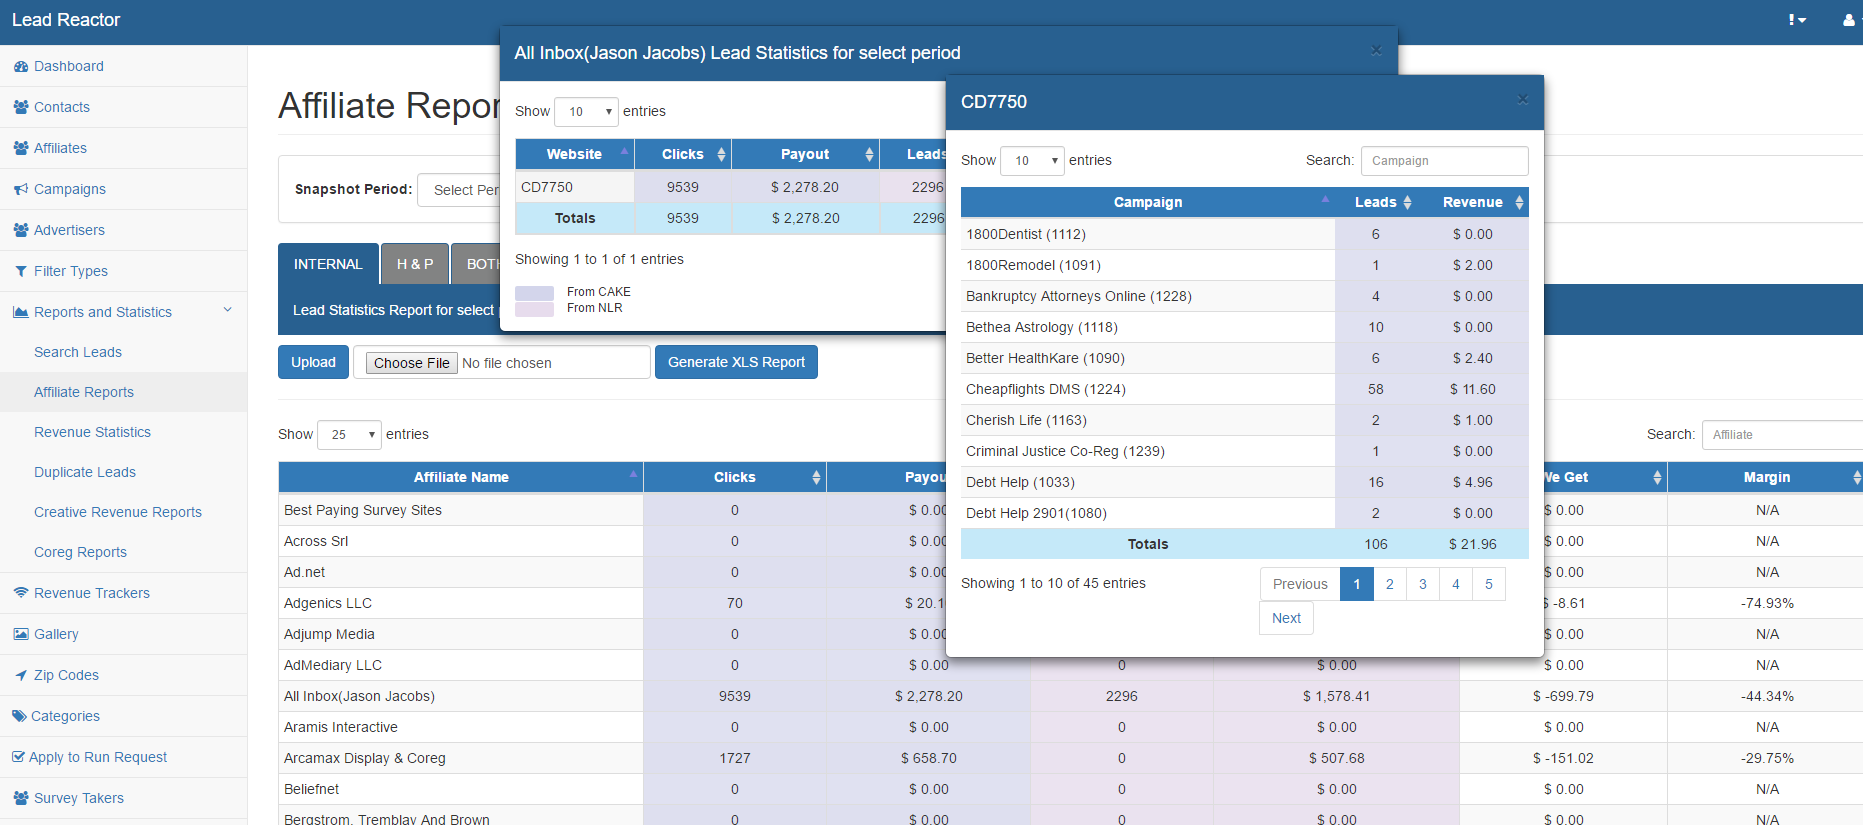 Lead Reactor
Dashboard
Contacts
Affiliates
Campaigns
Advertisers
Filter Types
Reports and Statistics
Search Leads
Affiliate Reports
Revenue Statistics
Duplicate Leads
Creative Revenue Reports
Coreg Reports
Revenue Trackers
Gallery
Zip Codes
Categories
Apply to Run Request
Survey Takers
Affiliate Repor
Snapshot Period: Select Per
INTERNAL H & P BOTH
Lead Statistics Report for select
Upload Choose File No file chosen Generate XLS Report
Show 25 entries
Search: Affiliate
Affiliate Name Clicks Payou We Get Margin
Best Paying Survey Sites 0 $ 0.00 $ 0.00 N/A
Across Srl 0 $ 0.00 $ 0.00 N/A
Ad.net 0 $ 0.00 $ 0.00 N/A
Adgenics LLC 70 $ 20.1 $ -8.61 -74.93%
Adjump Media 0 $ 0.00 $ 0.00 N/A
AdMediary LLC 0 $ 0.00 0 $ 0.00 $ 0.00 N/A
All Inbox(Jason Jacobs) 9539 $ 2,278.20 2296 $ 1,578.41 $ -699.79 -44.34%
Aramis Interactive 0 $ 0.00 0 $ 0.00 $ 0.00 N/A
Arcamax Display & Coreg 1727 $ 658.70 0 $ 507.68 $ -151.02 -29.75%
Beliefnet 0 $ 0.00 0 $ 0.00 $ 0.00 N/A
Bergstrom, Tremblay And Brown 0 $ 0.00 0 $ 0.00 $ 0.00 N/A
All Inbox(Jason Jacobs) Lead Statistics for select period ×
Show 10 entries
Website Clicks Payout Leads
CD7750 9539 $ 2,278.20 2296
Totals 9539 $ 2,278.20 2296
Showing 1 to 1 of 1 entries
From CAKE
From NLR
CD7750 ×
Show 10 entries Search: Campaign
Campaign Leads Revenue
1800Dentist (1112) 6 $ 0.00
1800Remodel (1091) 1 $ 2.00
Bankruptcy Attorneys Online (1228) 4 $ 0.00
Bethea Astrology (1118) 10 $ 0.00
Better HealthKare (1090) 6 $ 2.40
Cheapflights DMS (1224) 58 $ 11.60
Cherish Life (1163) 2 $ 1.00
Criminal Justice Co-Reg (1239) 1 $ 0.00
Debt Help (1033) 16 $ 4.96
Debt Help 2901(1080) 2 $ 0.00
Totals 106 $ 21.96
Showing 1 to 10 of 45 entries Previous 1 2 3 4 5
Next